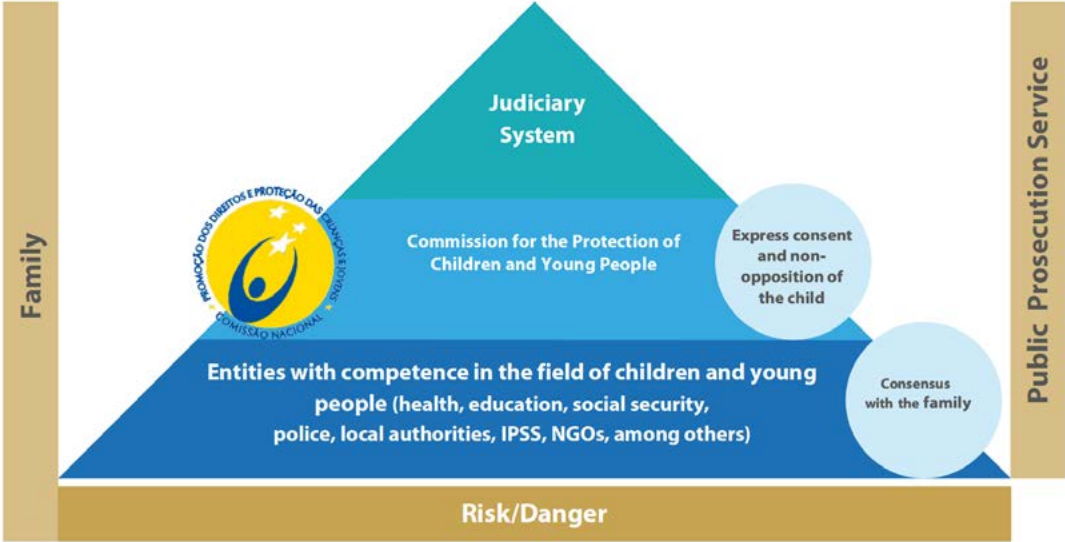 Family
Judiciary
System
PROMOÇÃO DOS DIREITOS E PROTEÇÃO DAS CRIANÇAS E JOVENS
COMISSÃO NACIONAL
Commission for the Protection of
Children and Young People
Express consent
and non-
opposition of
the child
Entities with competence in the field of children and young
people (health, education, social security,
police, local authorities, IPSS, NGOs, among others)
Consensus
with the family
Public Prosecution Service
Risk/Danger